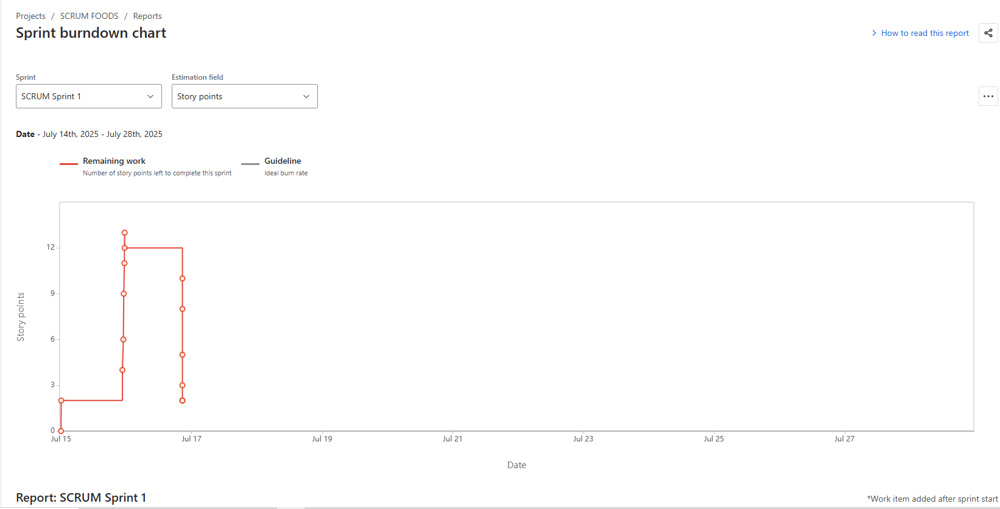 Projects / SCRUM FOODS / Reports
Sprint burndown chart
How to read this report
Sprint
Estimation field
SCRUM Sprint 1
Story points
Date - July 14th, 2025 - July 28th, 2025
Remaining work
Number of story points left to complete this sprint
Guideline
Ideal burn rate
12
9
6
3
0
Story points
Jul 15
Jul 17
Jul 19
Jul 21
Jul 23
Jul 25
Jul 27
Date
Report: SCRUM Sprint 1
*Work item added after sprint start